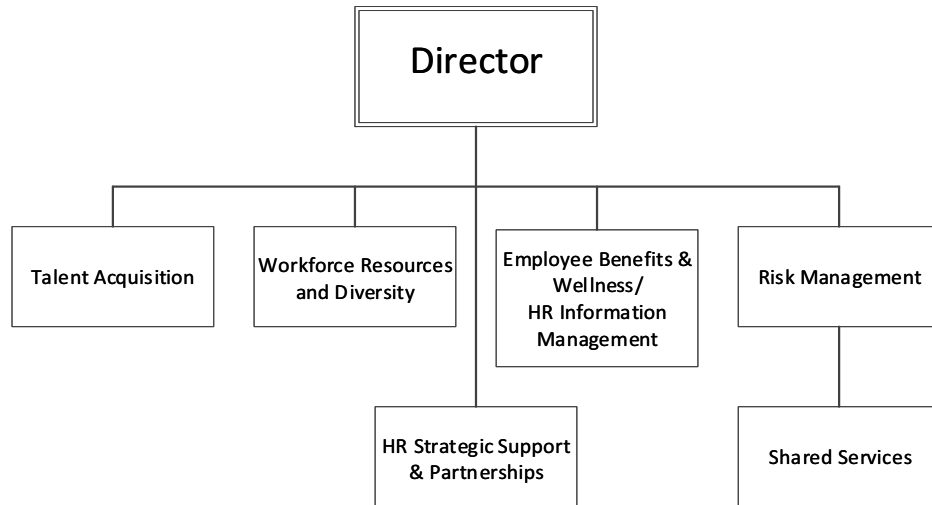 Director
Talent Acquisition
Workforce Resources
and Diversity
Employee Benefits &
Wellness/
HR Information
Management
Risk Management
HR Strategic Support
& Partnerships
Shared Services